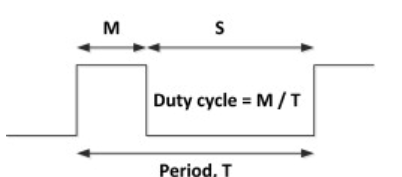 M S
Duty cycle = M / T
Period, T